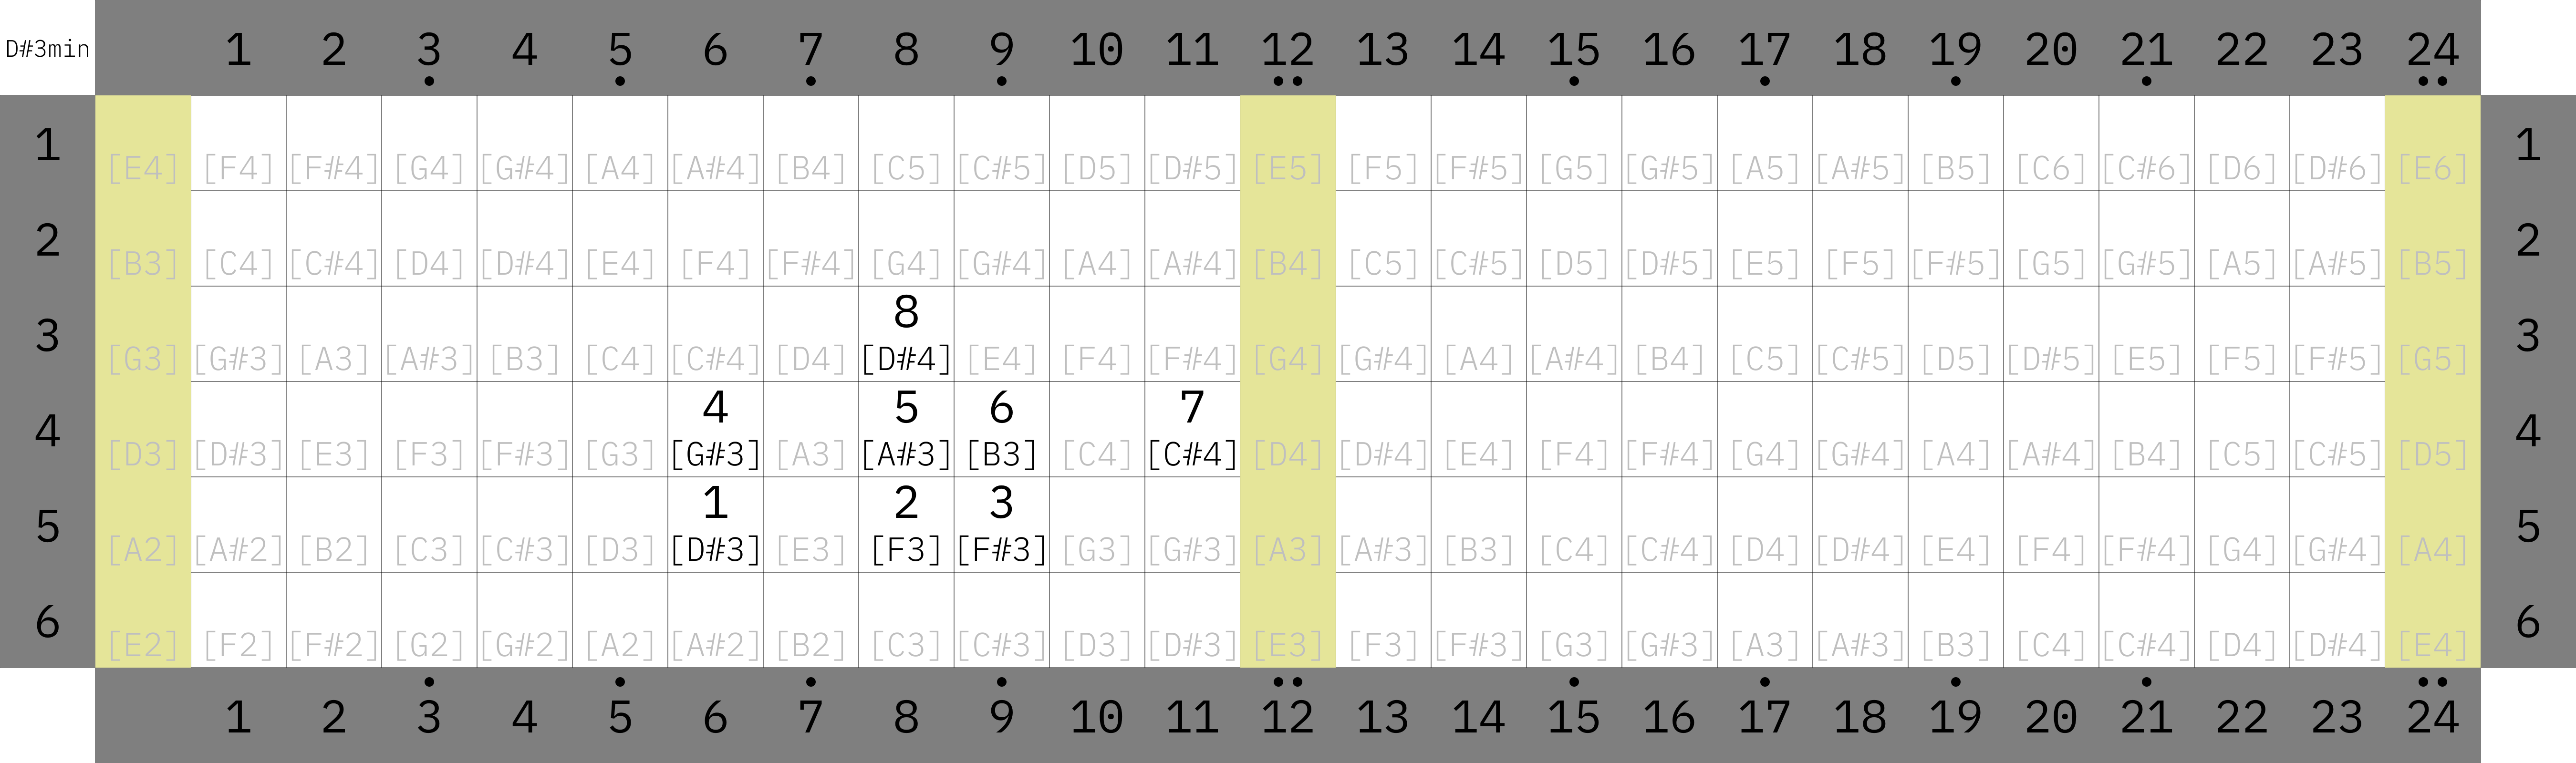 D#3min 1 2 3 4 5 6 7 8 9 10 11 12 13 14 15 16 17 18 19 20 21 22 23 24
1 [E4] [F4] [F#4] [G4] [G#4] [A4] [A#4] [B4] [C5] [C#5] [D5] [D#5] [E5] [F5] [F#5] [G5] [G#5] [A5] [A#5] [B5] [C6] [C#6] [D6] [D#6] [E6] 1
2 [B3] [C4] [C#4] [D4] [D#4] [E4] [F4] [F#4] [G4] [G#4] [A4] [A#4] [B4] [C5] [C#5] [D5] [D#5] [E5] [F5] [F#5] [G5] [G#5] [A5] [A#5] [B5] 2
8
3 [G3] [G#3] [A3] [A#3] [B3] [C4] [C#4] [D4] [D#4] [E4] [F4] [F#4] [G4] [G#4] [A4] [A#4] [B4] [C5] [C#5] [D5] [D#5] [E5] [F5] [F#5] [G5] 3
4 5 6 7
4 [D3] [D#3] [E3] [F3] [F#3] [G3] [G#3] [A3] [A#3] [B3] [C4] [C#4] [D4] [D#4] [E4] [F4] [F#4] [G4] [G#4] [A4] [A#4] [B4] [C5] [C#5] [D5] 4
1 2 3
5 [A2] [A#2] [B2] [C3] [C#3] [D3] [D#3] [E3] [F3] [F#3] [G3] [G#3] [A3] [A#3] [B3] [C4] [C#4] [D4] [D#4] [E4] [F4] [F#4] [G4] [G#4] [A4] 5
6 [E2] [F2] [F#2] [G2] [G#2] [A2] [A#2] [B2] [C3] [C#3] [D3] [D#3] [E3] [F3] [F#3] [G3] [G#3] [A3] [A#3] [B3] [C4] [C#4] [D4] [D#4] [E4] 6
1 2 3 4 5 6 7 8 9 10 11 12 13 14 15 16 17 18 19 20 21 22 23 24